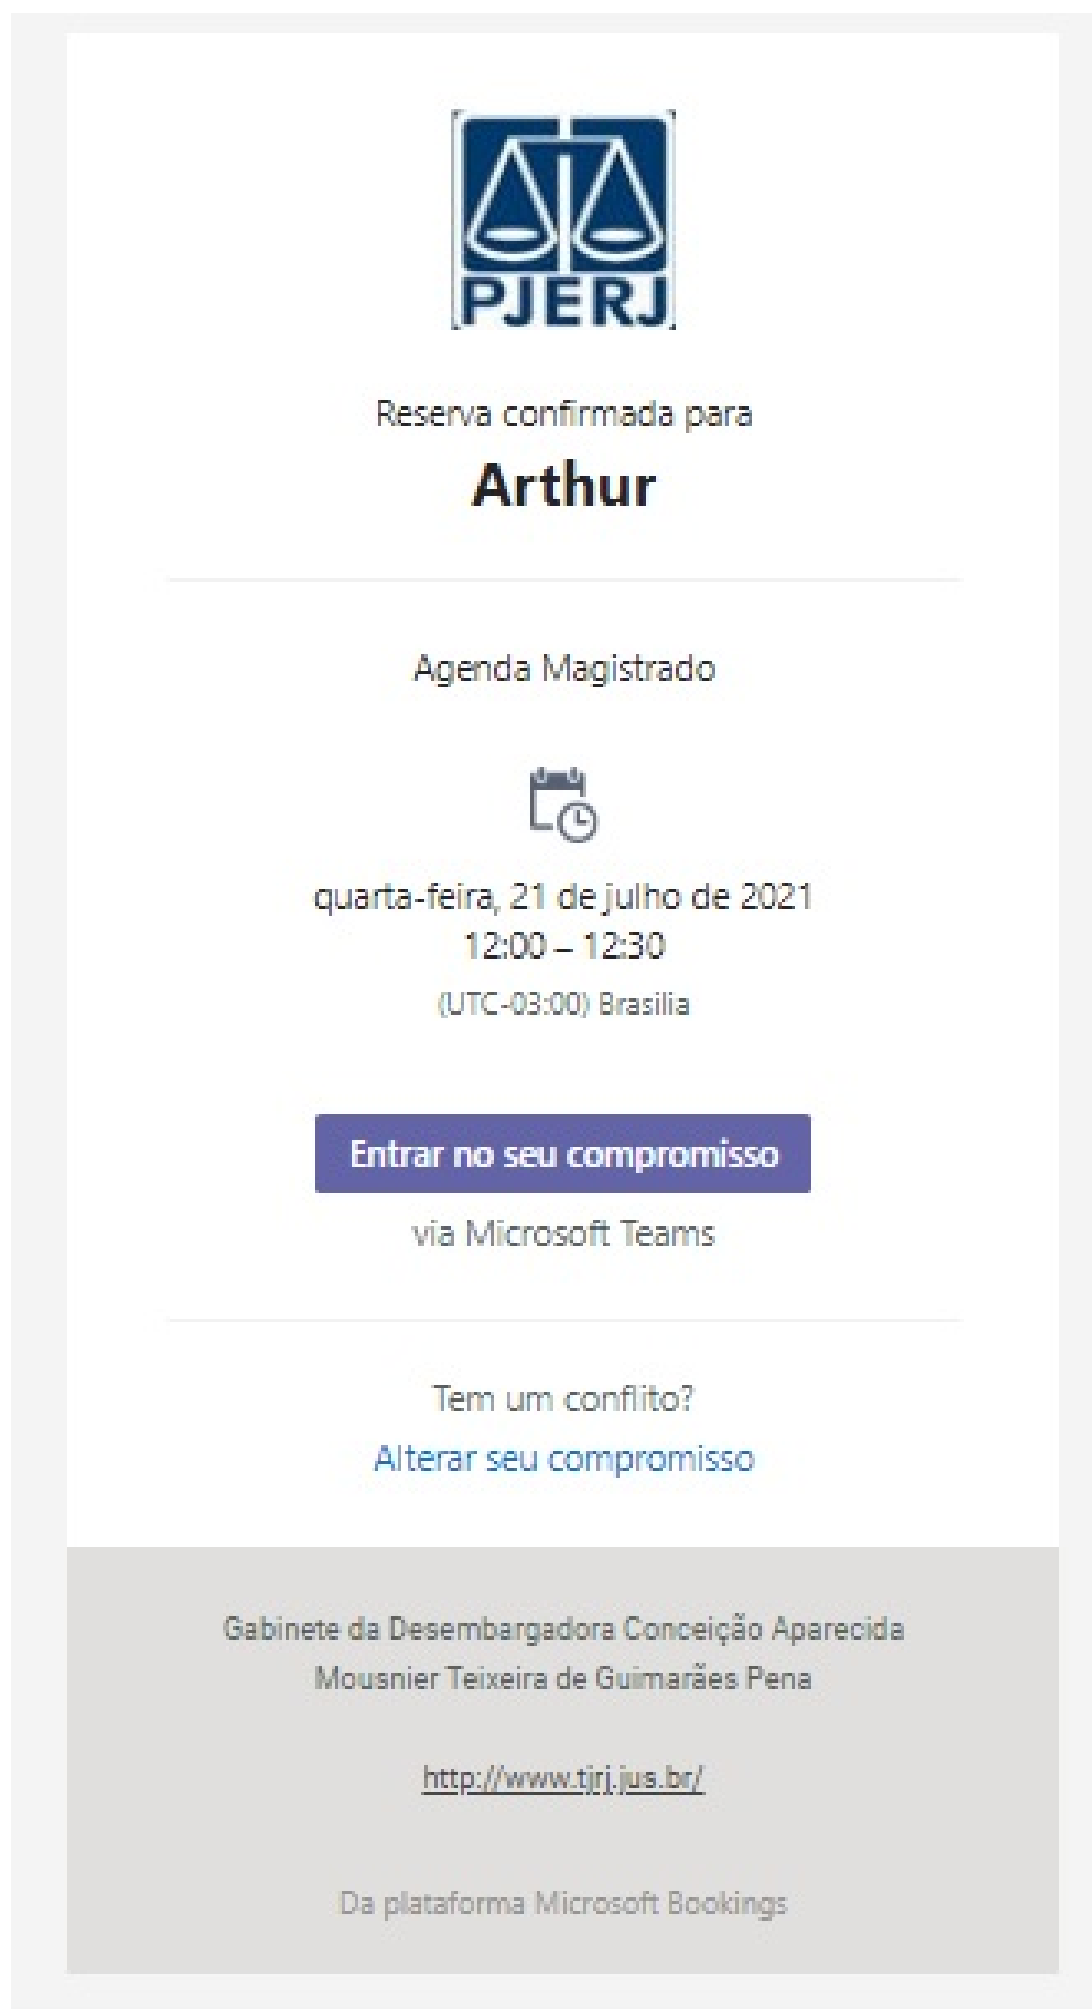 PJERJ
Reserva confirmada para
Arthur
Agenda Magistrado
quarta-feira, 21 de julho de 2021
12:00 – 12:30
(UTC-03:00) Brasilia
Entrar no seu compromisso
via Microsoft Teams
Tem um conflito?
Alterar seu compromisso
Gabinete da Desembargadora Conceição Aparecida
Mousnier Teixeira de Guimarães Pena
http://www.tjrj.jus.br/
Da plataforma Microsoft Bookings